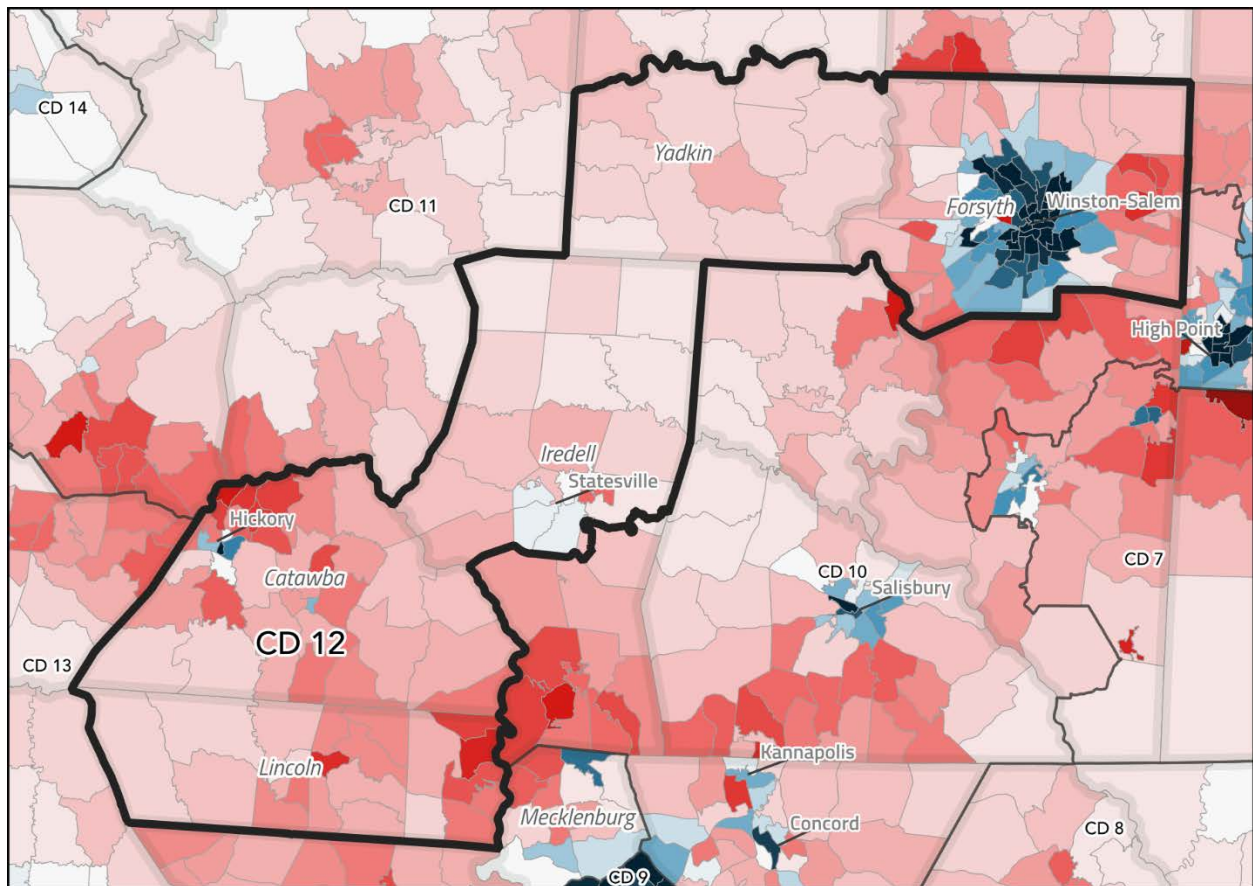 CD 14
Yadkin
CD 11
Forsyth
Winston-Salem
High Point
Iredell
Statesville
Hickory
Catawba
CD 10
CD 7
Salisbury
CD 12
CD 13
Lincoln
Kannapolis
Mecklenburg
Concord
CD 8
CD 9